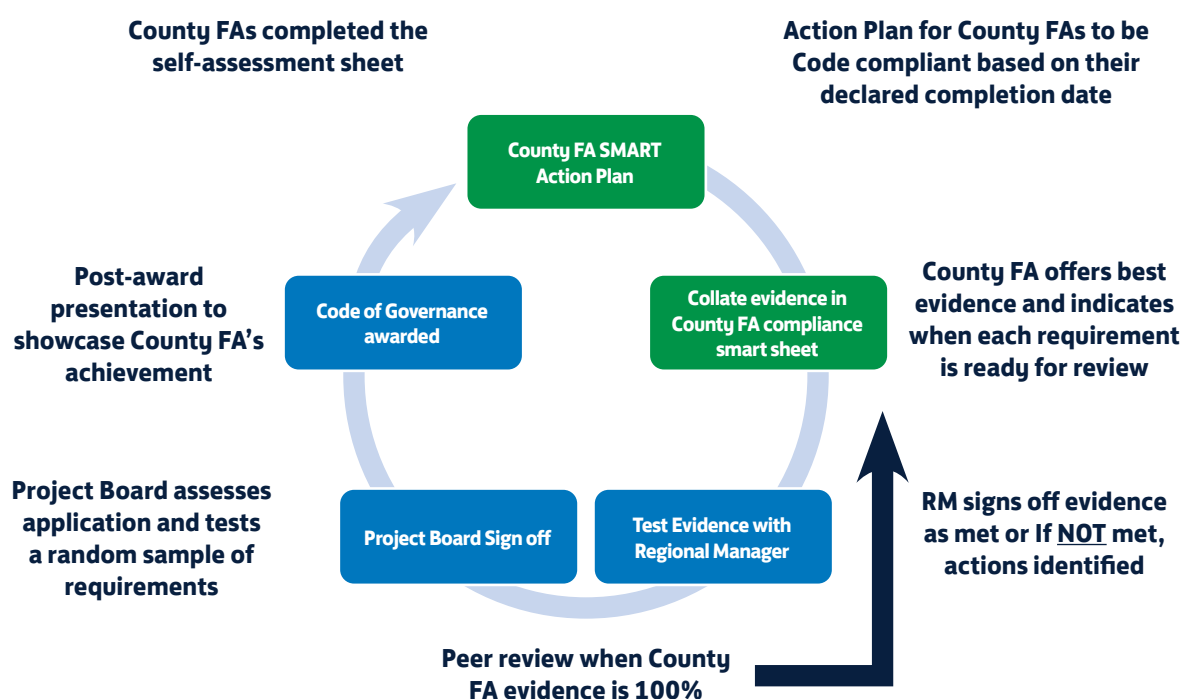 County FAs completed the
self-assessment sheet
Action Plan for County FAs to be
Code compliant based on their
declared completion date
County FA SMART
Action Plan
Post-award
presentation to
showcase County FA's
achievement
Code of Governance
awarded
Collate evidence in
County FA compliance
smart sheet
County FA offers best
evidence and indicates
when each requirement
is ready for review
Project Board assesses
application and tests
a random sample of
requirements
Project Board Sign off
Test Evidence with
Regional Manager
RM signs off evidence
as met or If NOT met,
actions identified
Peer review when County
FA evidence is 100%